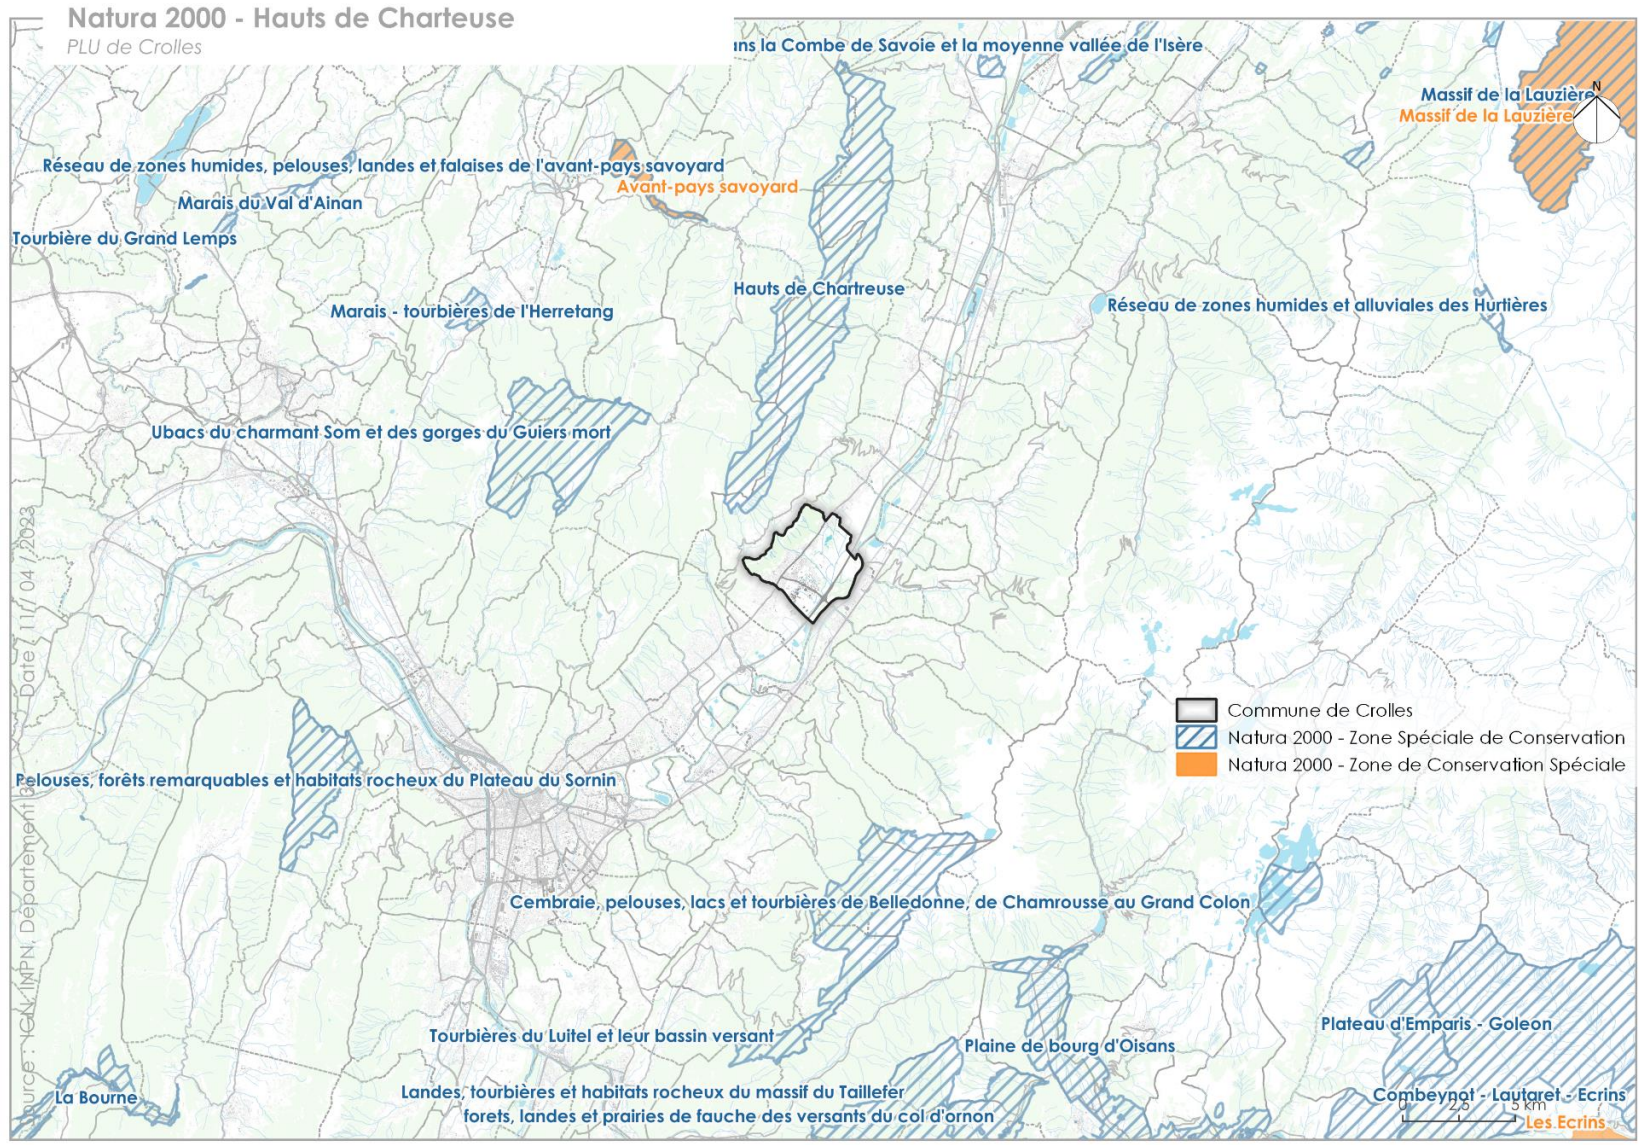 Natura 2000 - Hauts de Charteuse
PLU de Crolles
ans la Combe de Savoie et la moyenne vallée de l'Isère
Massif de la Lauzière
N
Massif de la Lauzière
Réseau de zones humides, pelouses, landes et falaises de l'avant-pays savoyard
Avant-pays savoyard
Marais du Val d'Ainan
Tourbière du Grand Lemps
Hauts de Chartreuse
Réseau de zones humides et alluviales des Hurtières
Marais - tourbières de l'Herretang
Ubacs du charmant Som et des gorges du Guiers mort
Commune de Crolles
Natura 2000 - Zone Spéciale de Conservation
Natura 2000 - Zone de Conservation Spéciale
Pelouses, forêts remarquables et habitats rocheux du Plateau du Sornin
Cembraie, pelouses, lacs et tourbières de Belledonne, de Chamrousse au Grand Colon
Plateau d'Emparis - Goleon
Tourbières du Luitel et leur bassin versant
Plaine de bourg d'Oisans
La Bourne
Landes, tourbières et habitats rocheux du massif du Taillefer
Combeynot - Lautaret - Ecrins
0 2,5 5 km
forets, landes et prairies de fauche des versants du col d'ornon
Les Ecrins
Source : IGN, INPN, Département - Date : 11 / 04 / 2023